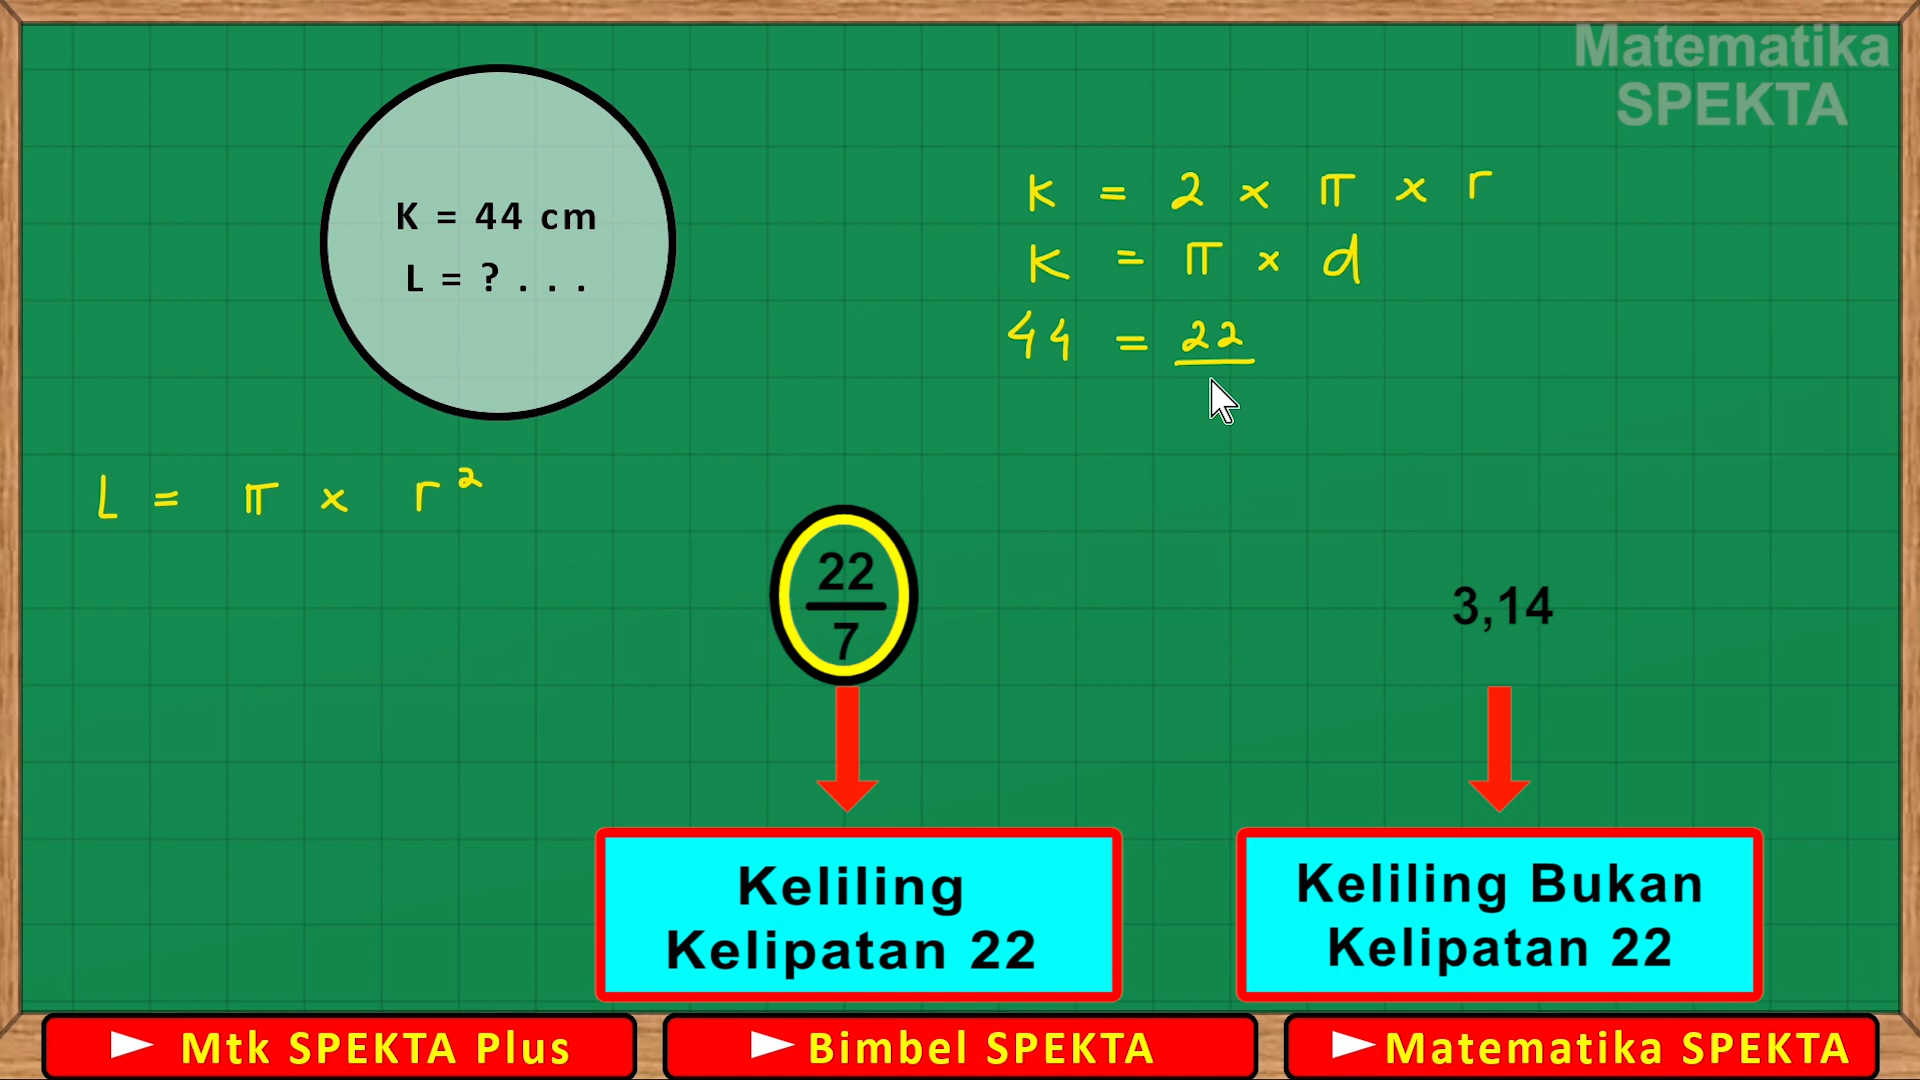 Matematika
SPEKTA
K = 44 cm
L = ? . . .
K = 2 × π × r
K = π × d
44 = 22
L = π × r²
22
7
3,14
Keliling
Kelipatan 22
Keliling Bukan
Kelipatan 22
Mtk SPEKTA Plus
Bimbel SPEKTA
Matematika SPEKTA